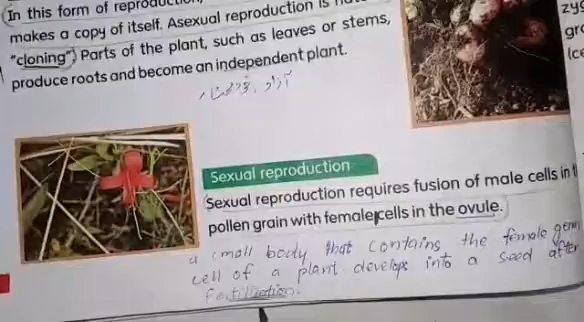 In this form of reproduction,
makes a copy of itself. Asexual reproduction is
"cloning". Parts of the plant, such as leaves or stems,
produce roots and become an independent plant.
Sexual reproduction
Sexual reproduction requires fusion of male cells in
pollen grain with female cells in the ovule.
a small body that contains the female germ
cell of a plant develops into a seed after
fertilization.